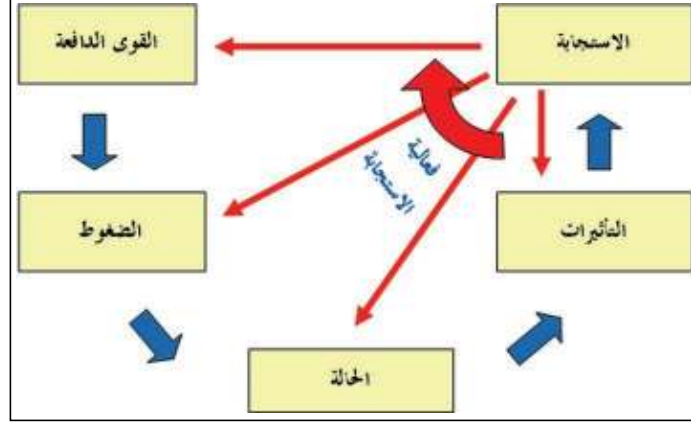 الاستجابة
القوى الدافعة
فعالية
الاستجابة
الضغوط
التأثيرات
الحالة